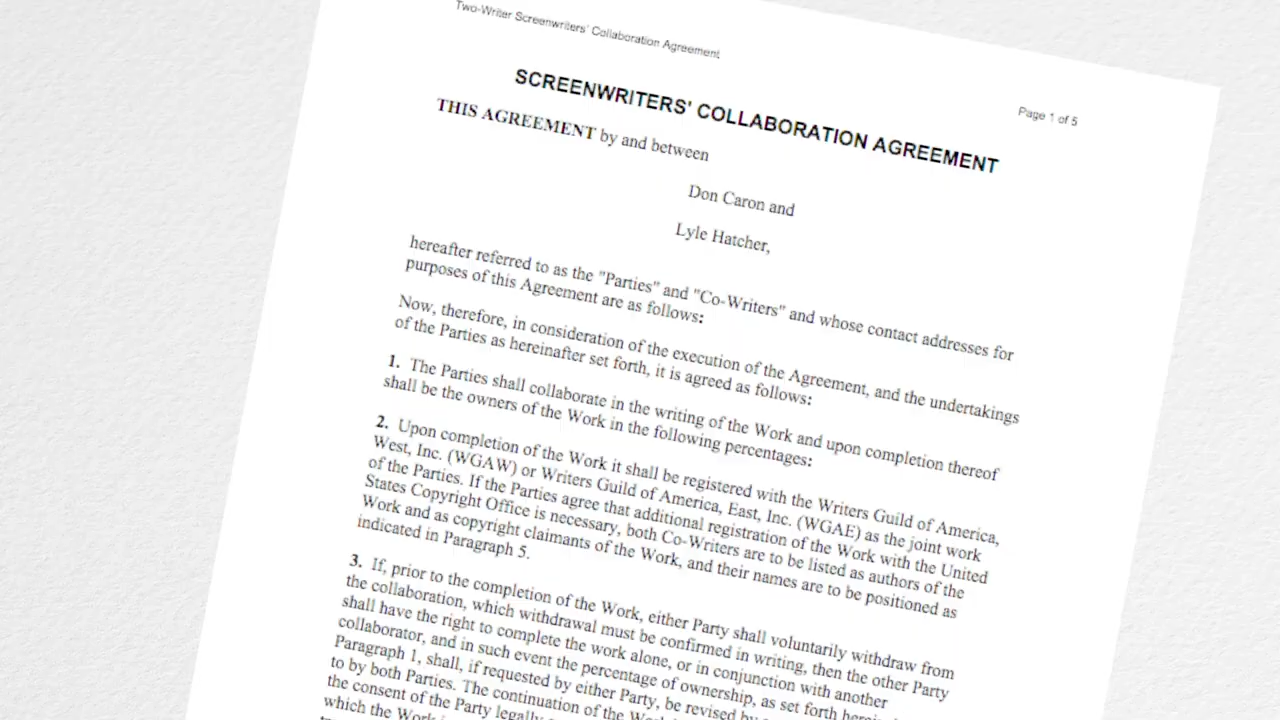 Two-Writer Screenwriters' Collaboration Agreement
Page 1 of 5
SCREENWRITERS' COLLABORATION AGREEMENT
THIS AGREEMENT by and between
Don Caron and
Lyle Hatcher,
hereafter referred to as the "Parties" and "Co-Writers" and whose contact addresses for
purposes of this Agreement are as follows:
Now, therefore, in consideration of the execution of the Agreement, and the undertakings
of the Parties as hereinafter set forth, it is agreed as follows:
1. The Parties shall collaborate in the writing of the Work and upon completion thereof
shall be the owners of the Work in the following percentages:
2. Upon completion of the Work it shall be registered with the Writers Guild of America,
West, Inc. (WGAW) or Writers Guild of America, East, Inc. (WGAE) as the joint work
of the Parties. If the Parties agree that additional registration of the Work with the United
States Copyright Office is necessary, both Co-Writers are to be listed as authors of the
Work and as copyright claimants of the Work, and their names are to be positioned as
indicated in Paragraph 5.
3. If, prior to the completion of the Work, either Party shall voluntarily withdraw from
the collaboration, which withdrawal must be confirmed in writing, then the other Party
shall have the right to complete the work alone, or in conjunction with another
collaborator, and in such event the percentage of ownership, as set forth
Paragraph 1, shall, if requested by either Party, be revised by
to by both Parties. The continuation of the
the consent of the Party legally
which the Work